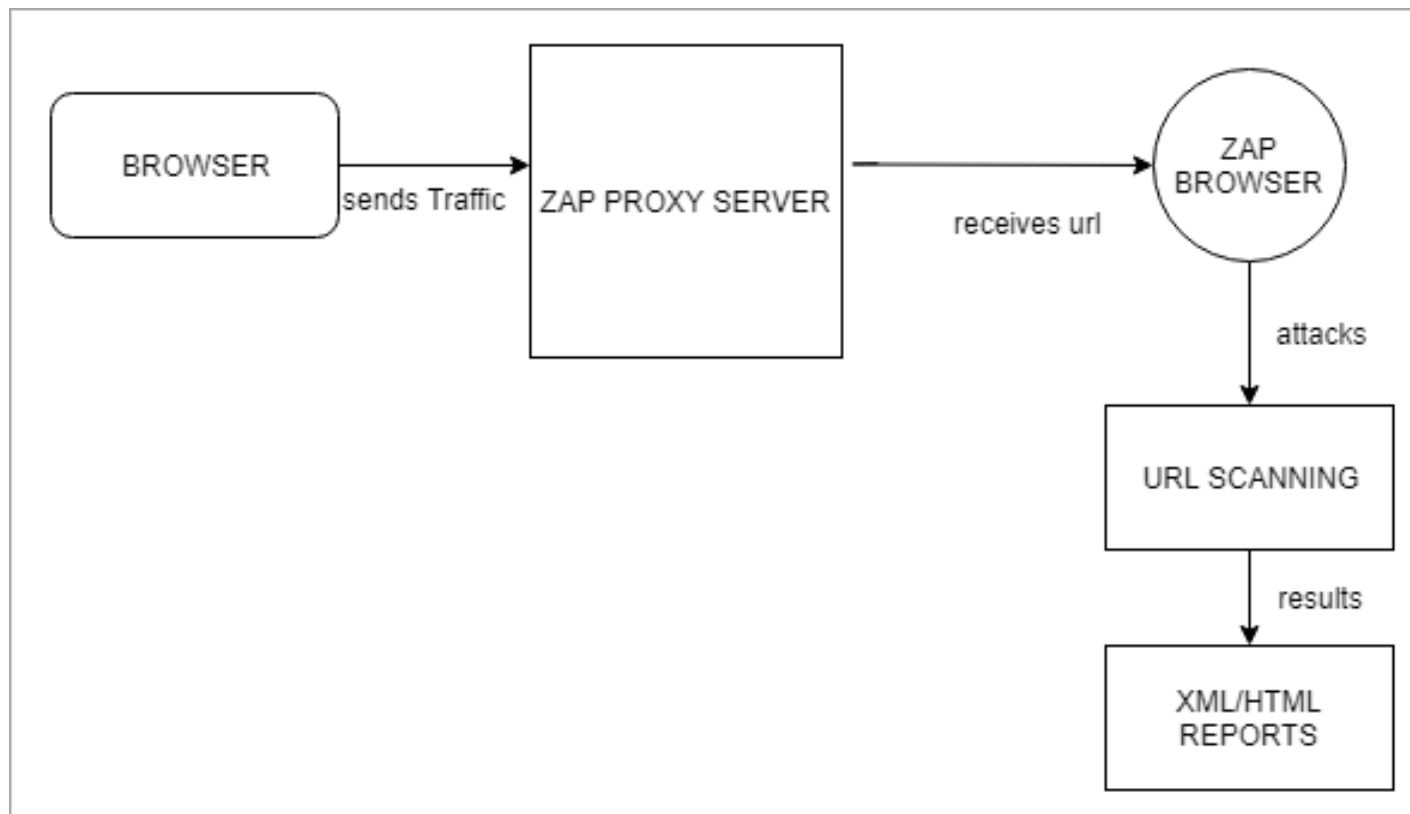 BROWSER
sends Traffic
ZAP PROXY SERVER
receives url
ZAP
BROWSER
attacks
URL SCANNING
results
XML/HTML
REPORTS